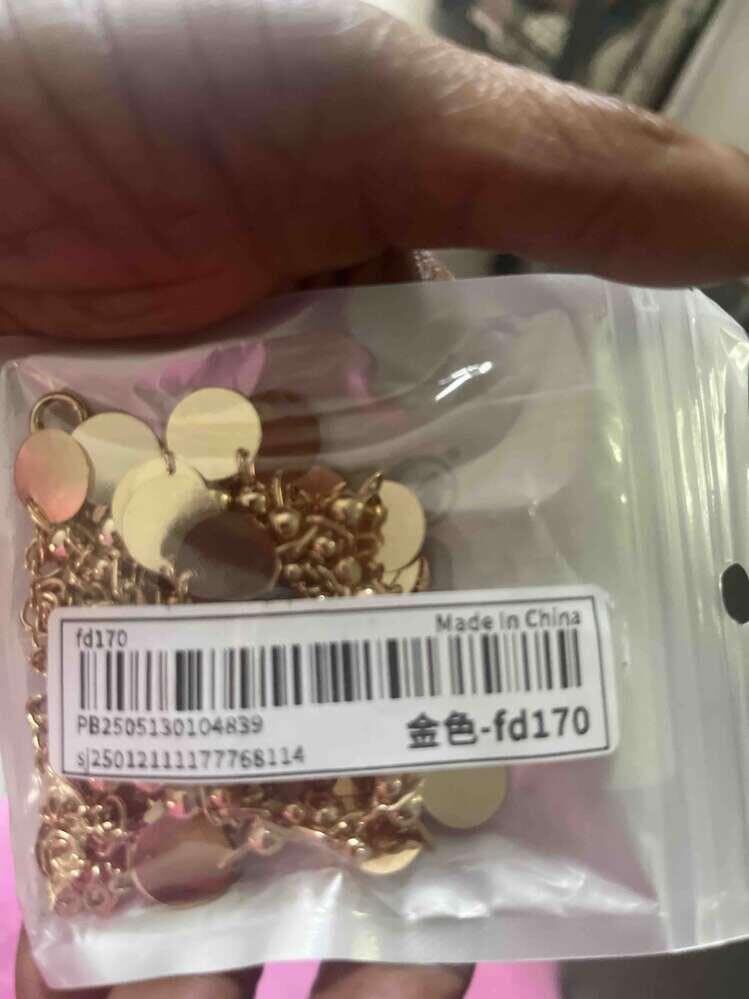 fd170
Made in China
PB2505130104839
sj25012111177768114
金色-fd170